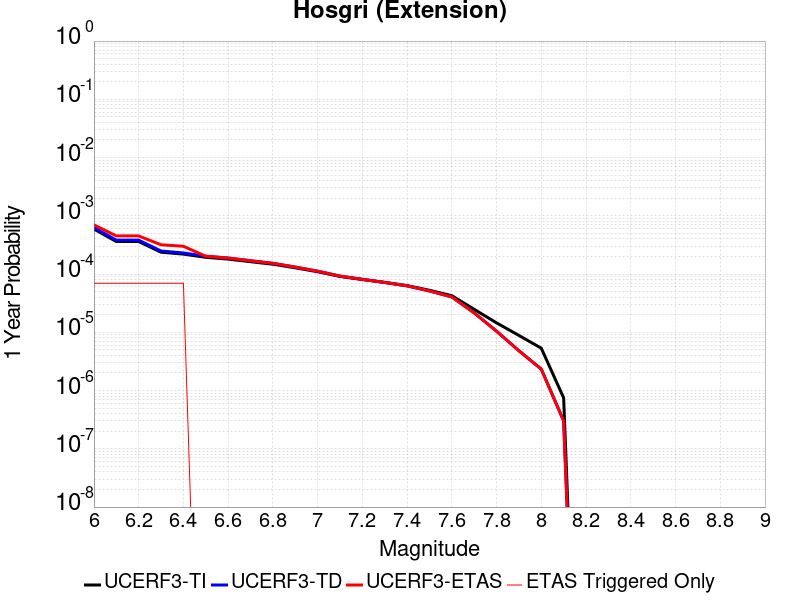 Hosgri (Extension)
10^0
10^-1
10^-2
10^-3
10^-4
10^-5
10^-6
10^-7
10^-8
1 Year Probability
6 6.2 6.4 6.6 6.8 7 7.2 7.4 7.6 7.8 8 8.2 8.4 8.6 8.8 9
Magnitude
UCERF3-TI UCERF3-TD UCERF3-ETAS ETAS Triggered Only